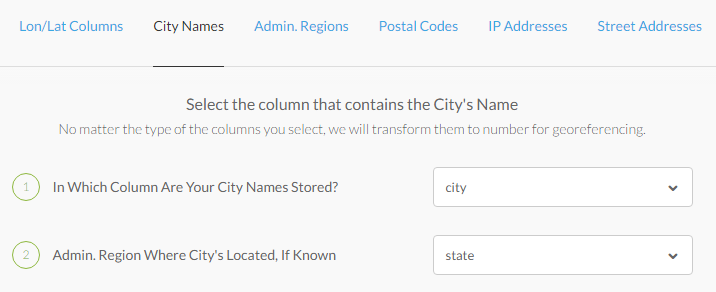 Lon/Lat Columns City Names Admin. Regions Postal Codes IP Addresses Street Addresses
Select the column that contains the City's Name
No matter the type of the columns you select, we will transform them to number for georeferencing.
1 In Which Column Are Your City Names Stored? city
2 Admin. Region Where City's Located, If Known state